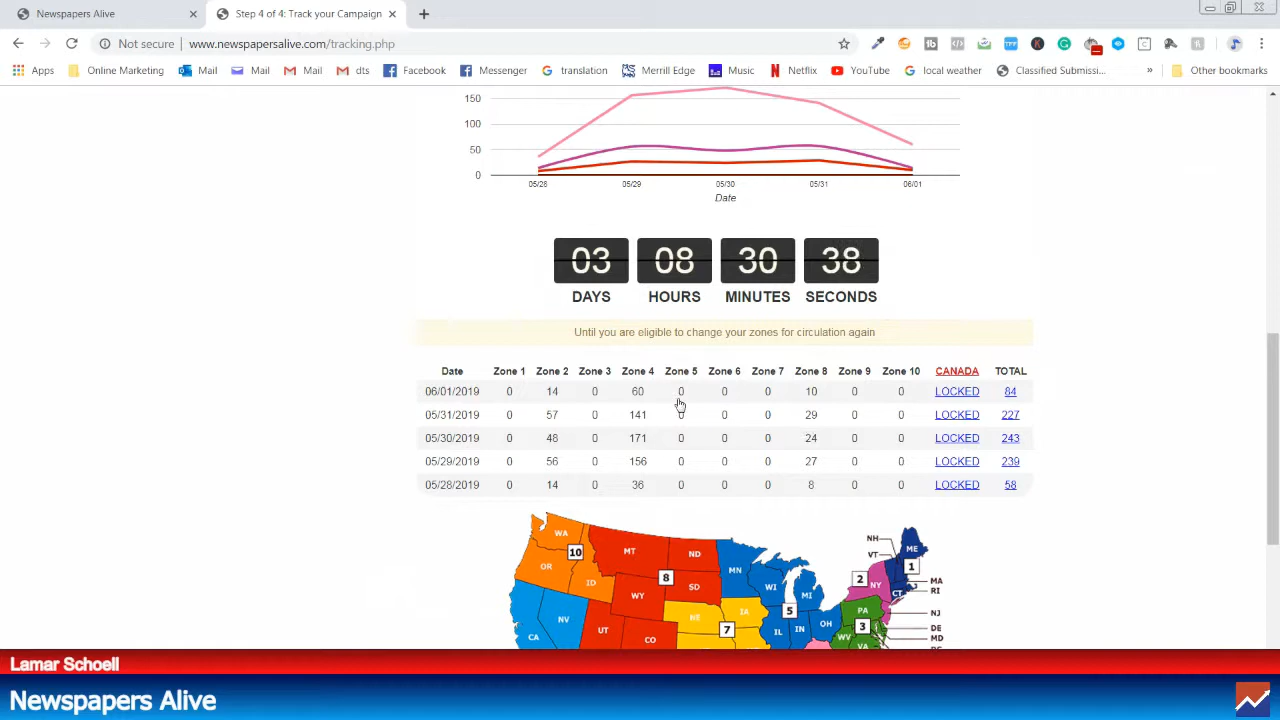 Newspapers Alive
Step 4 of 4: Track your Campaign
Not secure www.newspapersalive.com/tracking.php
Apps Online Marketing Mail Mail Mail dts Facebook Messenger translation Merrill Edge Music Netflix YouTube local weather Classified Submissi... » Other bookmarks
150
100
50
0
05/28 05/29 05/30 05/31 06/01
Date
03 08 30 38
DAYS HOURS MINUTES SECONDS
Until you are eligible to change your zones for circulation again
Date Zone 1 Zone 2 Zone 3 Zone 4 Zone 5 Zone 6 Zone 7 Zone 8 Zone 9 Zone 10 CANADA TOTAL
06/01/2019 0 14 0 60 0 0 0 10 0 0 LOCKED 84
05/31/2019 0 57 0 141 0 0 0 29 0 0 LOCKED 227
05/30/2019 0 48 0 171 0 0 0 24 0 0 LOCKED 243
05/29/2019 0 56 0 156 0 0 0 27 0 0 LOCKED 239
05/28/2019 0 14 0 36 0 0 0 8 0 0 LOCKED 58
WA MT ND MN NH ME
10 VT 1
OR ID WY 8 SD WI MI 2 NY CT MA
RI
CA NV UT CO NE IA 7 5 IL IN OH PA 3 NJ
WV VA DE
MD
Lamar Schoell
Newspapers Alive